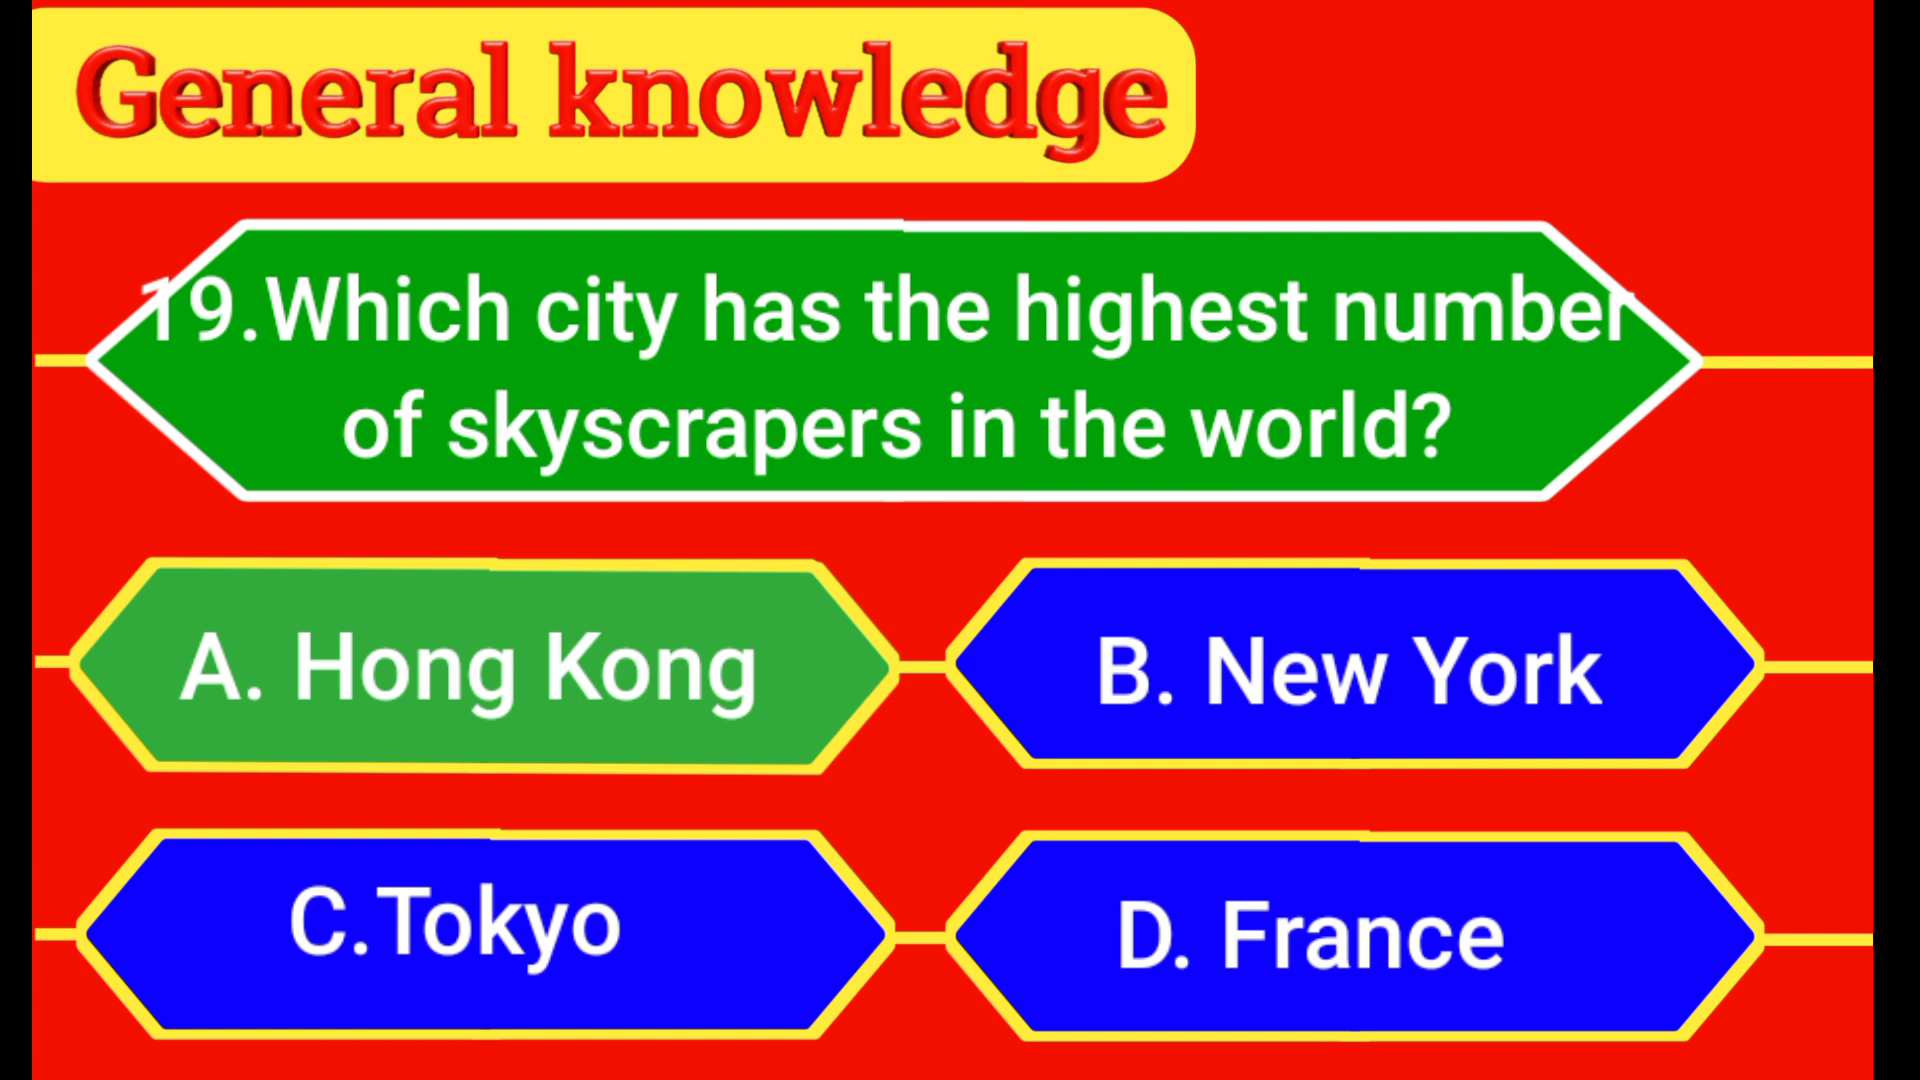 General knowledge
19.Which city has the highest number
of skyscrapers in the world?
A. Hong Kong
B. New York
C.Tokyo
D. France